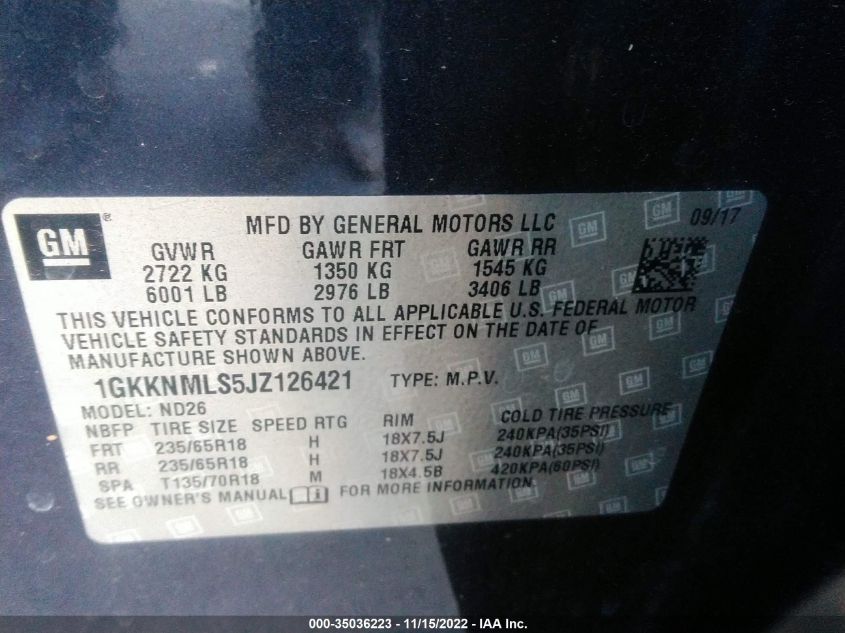 GM ®
MFD BY GENERAL MOTORS LLC 09/17
GVWR GAWR FRT GAWR RR
2722 KG 1350 KG 1545 KG
6001 LB 2976 LB 3406 LB
THIS VEHICLE CONFORMS TO ALL APPLICABLE U.S. FEDERAL MOTOR
VEHICLE SAFETY STANDARDS IN EFFECT ON THE DATE OF
MANUFACTURE SHOWN ABOVE.
1GKKNMLS5JZ126421 TYPE: M.P.V.
MODEL: ND26
NBFP TIRE SIZE SPEED RTG RIM COLD TIRE PRESSURE
FRT 235/65R18 H 18X7.5J 240KPA(35PSI)
RR 235/65R18 H 18X7.5J 240KPA(35PSI)
SPA T135/70R18 M 18X4.5B 420KPA(60PSI)
SEE OWNER'S MANUAL FOR MORE INFORMATION.
000-35036223 - 11/15/2022 - IAA Inc.